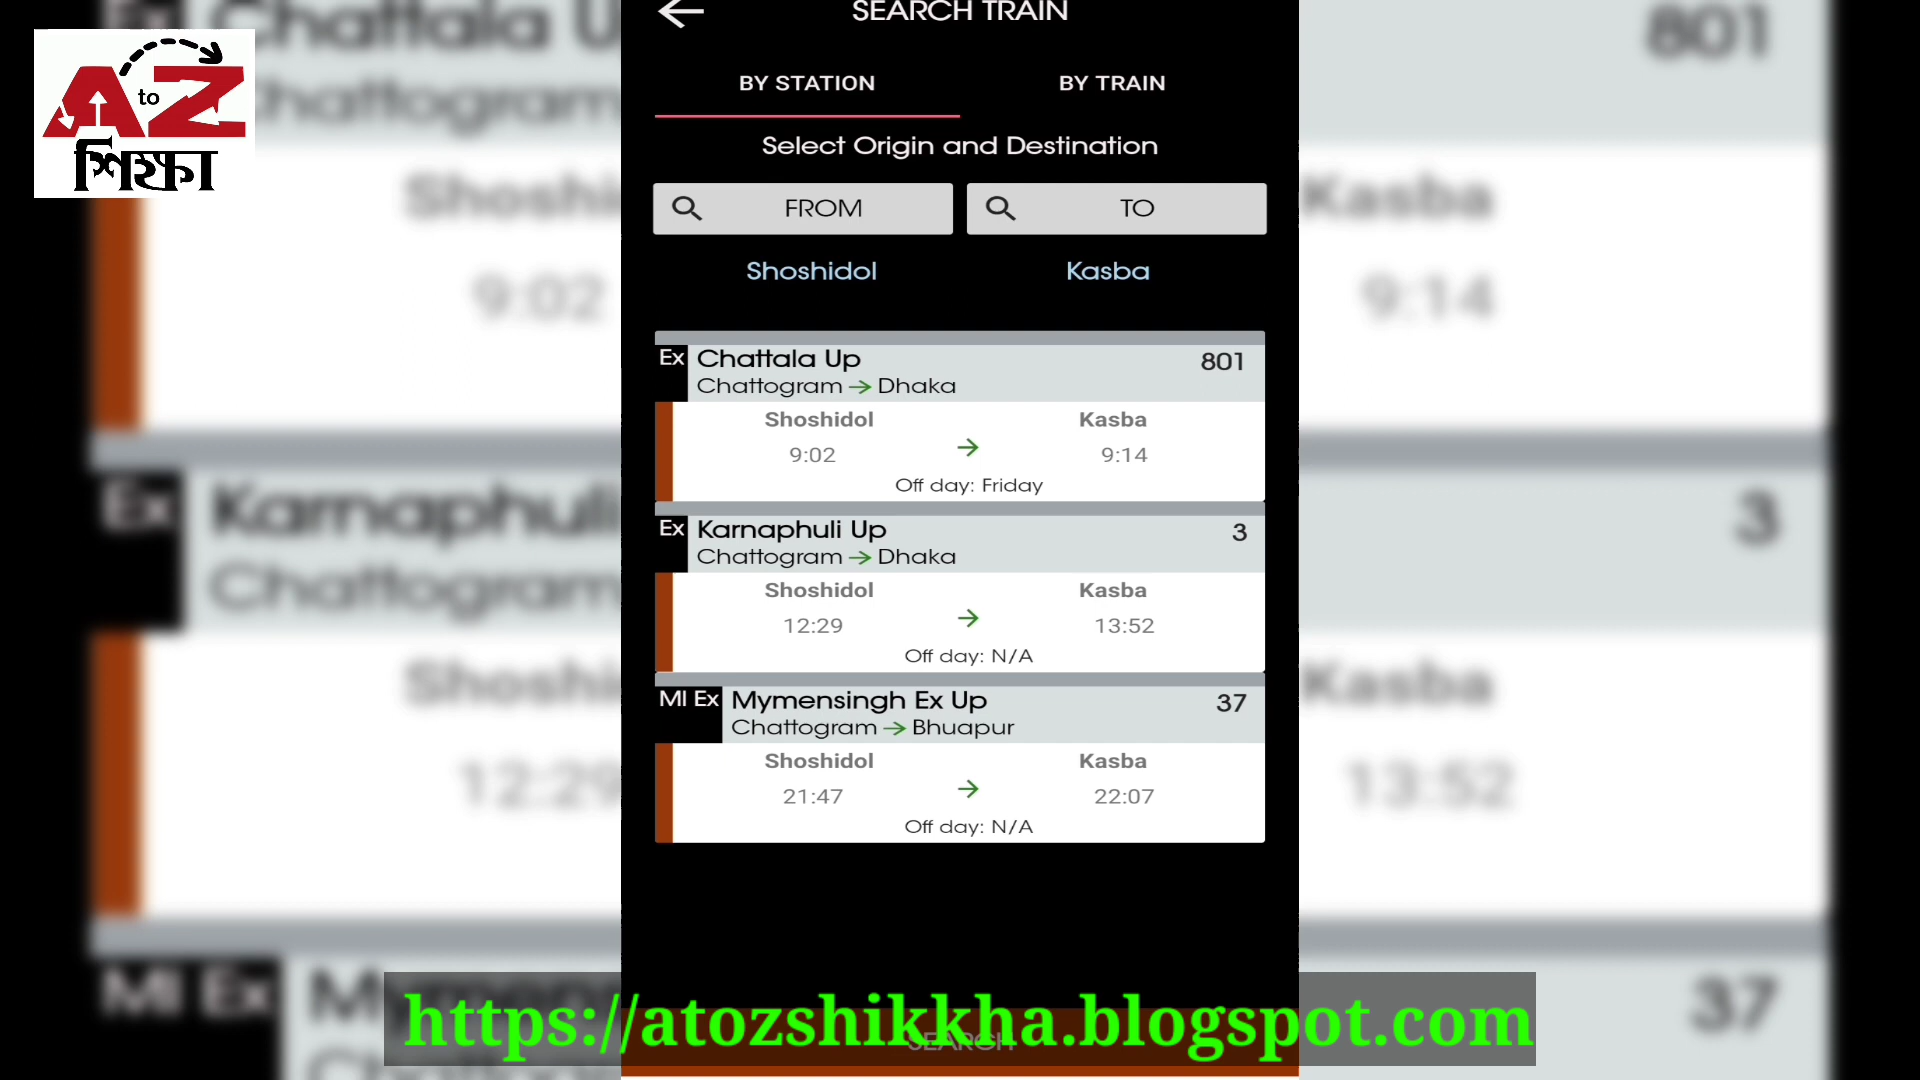 A to Z
শিক্ষা
SEARCH TRAIN
BY STATION BY TRAIN
Select Origin and Destination
FROM TO
Shoshidol Kasba
Ex Chattala Up 801
Chattogram → Dhaka
Shoshidol Kasba
9:02 → 9:14
Off day: Friday
Ex Karnaphuli Up 3
Chattogram → Dhaka
Shoshidol Kasba
12:29 → 13:52
Off day: N/A
MI Ex Mymensingh Ex Up 37
Chattogram → Bhuapur
Shoshidol Kasba
21:47 → 22:07
Off day: N/A
SEARCH
https://atozshikkha.blogspot.com